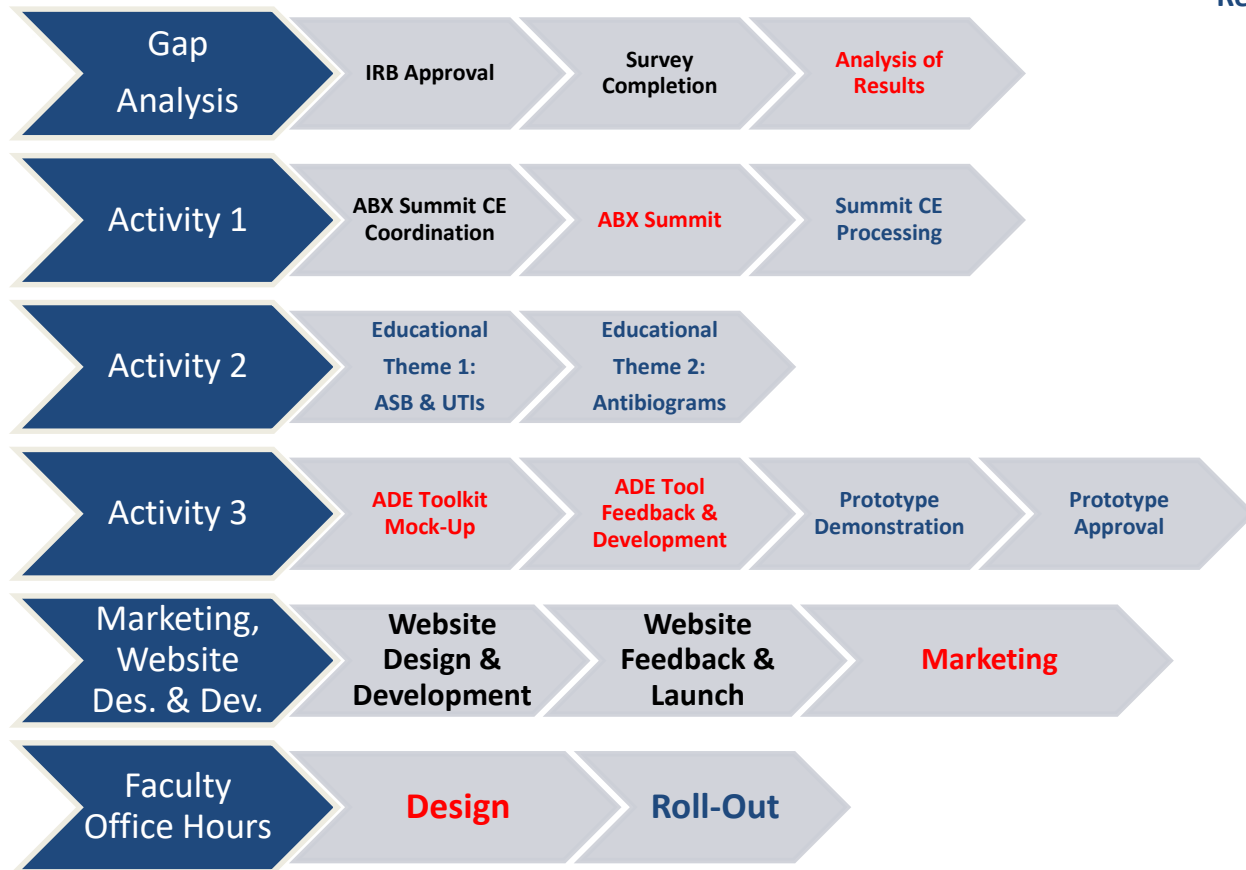 Gap
Analysis
IRB Approval
Survey
Completion
Analysis of
Results
Activity 1
ABX Summit CE
Coordination
ABX Summit
Summit CE
Processing
Activity 2
Educational
Theme 1:
ASB & UTIs
Educational
Theme 2:
Antibiograms
Activity 3
ADE Toolkit
Mock-Up
ADE Tool
Feedback &
Development
Prototype
Demonstration
Prototype
Approval
Marketing,
Website
Des. & Dev.
Website
Design &
Development
Website
Feedback &
Launch
Marketing
Faculty
Office Hours
Design
Roll-Out